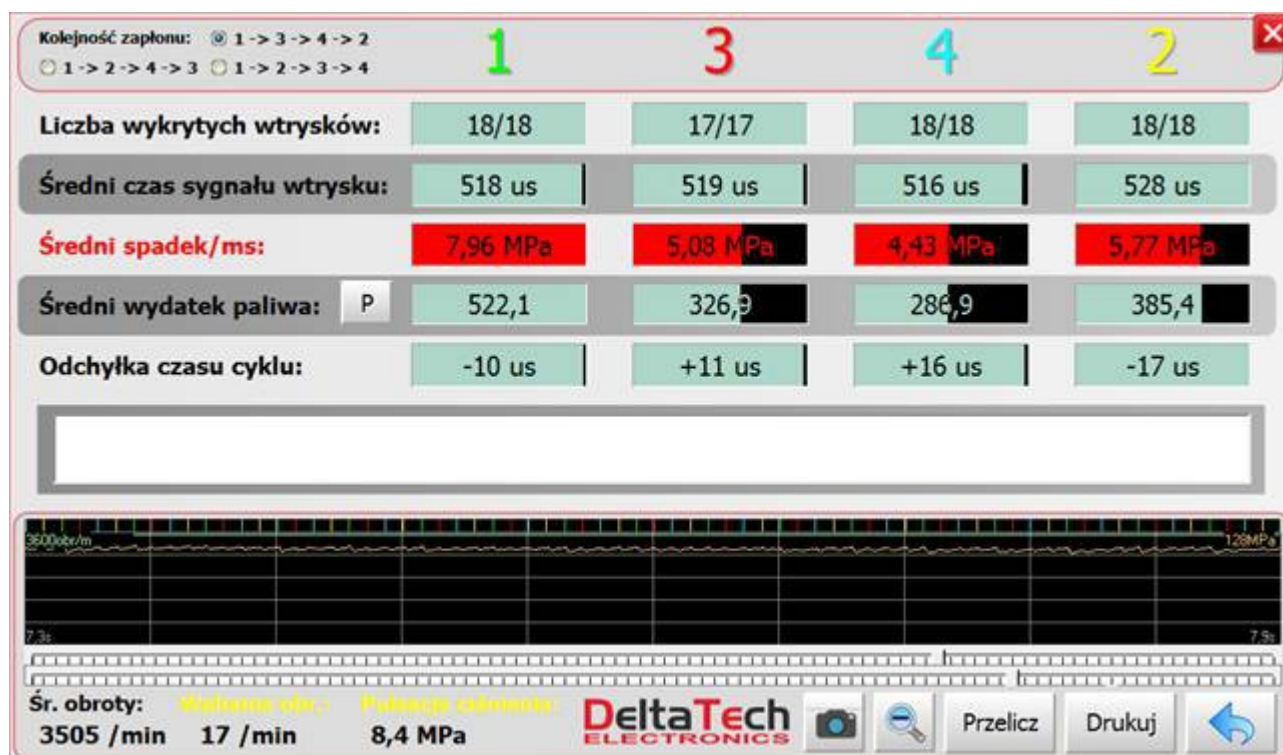 Kolejność zapłonu: 1 -> 3 -> 4 -> 2
1 -> 2 -> 4 -> 3 1 -> 2 -> 3 -> 4
1 3 4 2
Liczba wykrytych wtrysków: 18/18 17/17 18/18 18/18
Średni czas sygnału wtrysku: 518 us 519 us 516 us 528 us
Średni spadek/ms: 7,96 MPa 5,08 MPa 4,43 MPa 5,77 MPa
Średni wydatek paliwa: P 522,1 326,9 286,9 385,4
Odchyłka czasu cyklu: -10 us +11 us +16 us -17 us
3600obr/m 128MPa
7,3s 7,9s
Śr. obroty: Wahania obr.: Pulsacja ciśnienia:
3505 /min 17 /min 8,4 MPa
DeltaTech
ELECTRONICS
Przelicz Drukuj